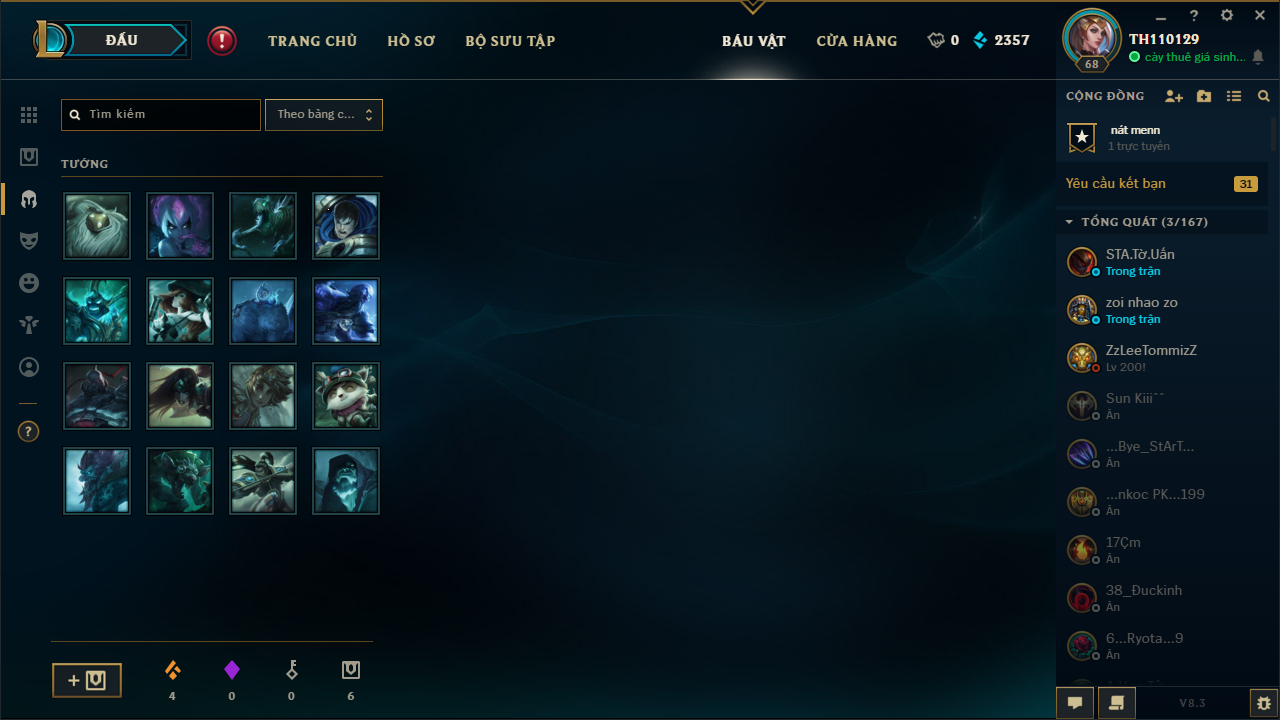 ĐẤU
TRANG CHỦ
HỒ SƠ
BỘ SƯU TẬP
BÁU VẬT
CỬA HÀNG
0
2357
TH110129
68
cày thuê giá sinh...
Tìm kiếm
Theo bảng c...
TƯỚNG
4
0
0
6
CỘNG ĐỒNG
nát menn
1 trực tuyến
Yêu cầu kết bạn
31
TỔNG QUÁT (3/167)
STA.Tờ.Uấn
Trong trận
zoi nhao zo
Trong trận
ZzLeeTommizZ
Lv 200!
Sun Kiiiˆˆ
Ẩn
...Bye_StArT...
Ẩn
...nkoc PK...199
Ẩn
17Çm
Ẩn
38_Đuckinh
Ẩn
6...Ryota...9
Ẩn
V8.3